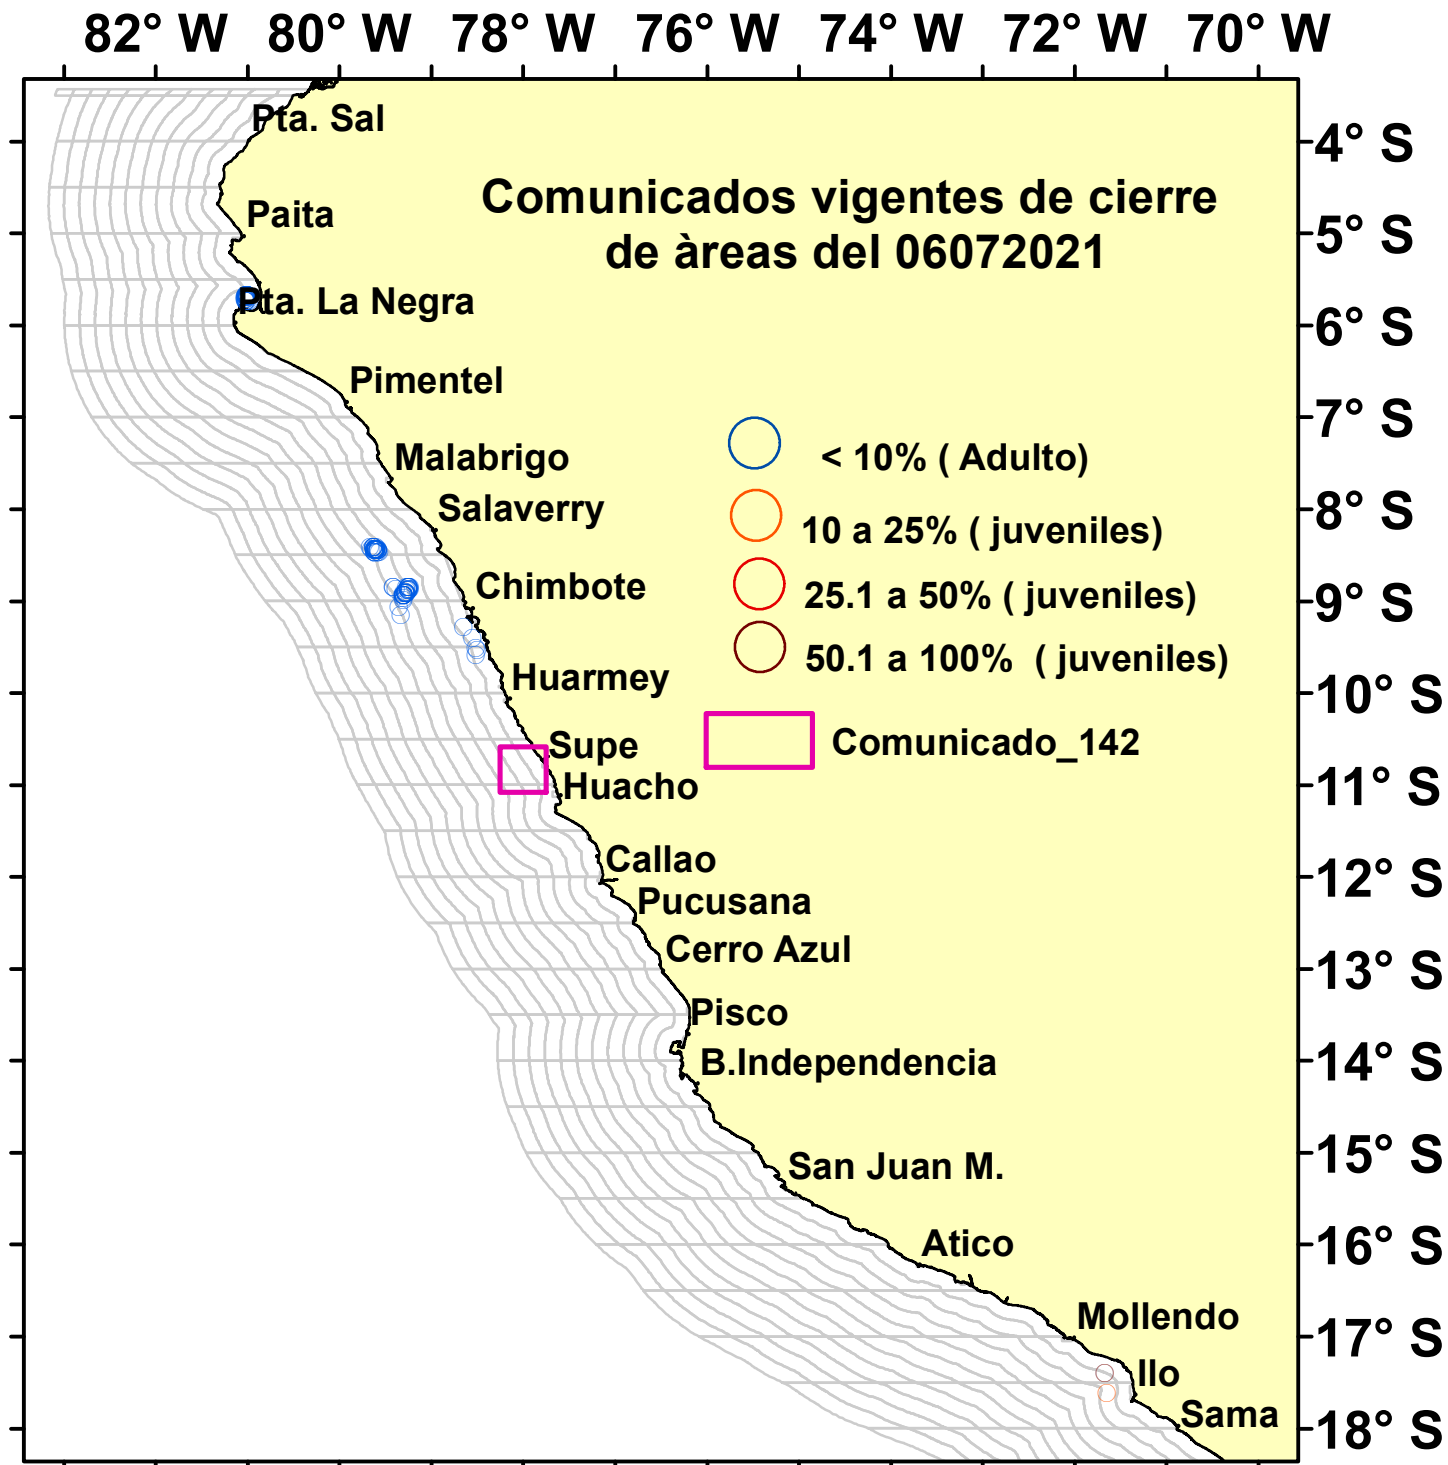 82° W 80° W 78° W 76° W 74° W 72° W 70° W
Pta. Sal
4° S
Comunicados vigentes de cierre
de àreas del 06072021
Paita
5° S
Pta. La Negra
6° S
Pimentel
7° S
Malabrigo
< 10% ( Adulto)
Salaverry
8° S
10 a 25% ( juveniles)
Chimbote
25.1 a 50% ( juveniles)
9° S
50.1 a 100% ( juveniles)
Huarmey
10° S
Supe
Comunicado_142
Huacho
11° S
Callao
12° S
Pucusana
Cerro Azul
13° S
Pisco
B.Independencia
14° S
San Juan M.
15° S
Atico
16° S
Mollendo
17° S
Ilo
Sama
18° S